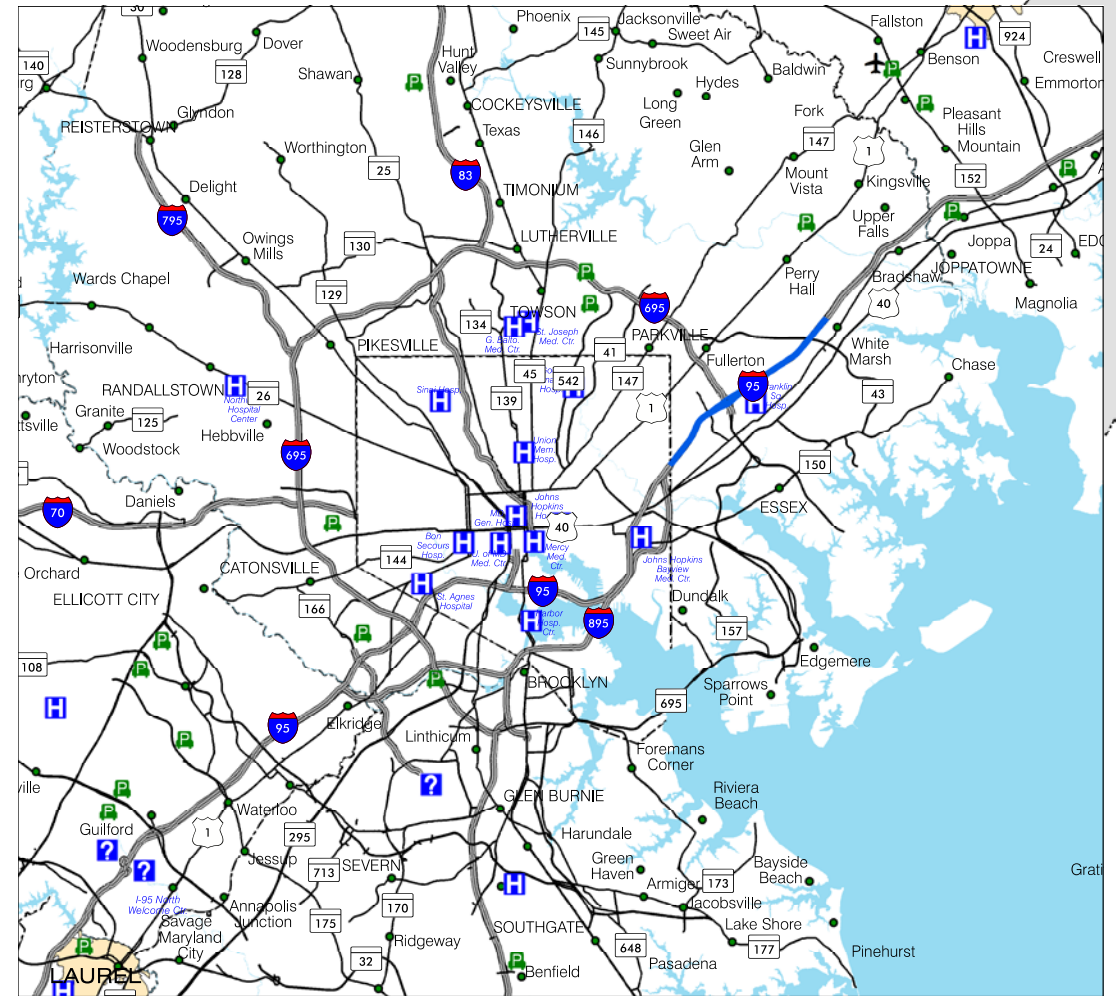 30
Phoenix
145
Jacksonville
Sweet Air
Fallston
924
Woodensburg
Dover
Hunt
Valley
Sunnybrook
Benson
Creswell
140
128
Shawan
Baldwin
Hydes
Emmorton
COCKEYSVILLE
Long
Green
Glyndon
Fork
Pleasant
Hills
REISTERSTOWN
Texas
146
147
1
Mountain
Worthington
25
Glen
Arm
Mount
Vista
83
152
Delight
TIMONIUM
Kingsville
795
Upper
Falls
Owings
Mills
130
LUTHERVILLE
Joppa
24
Perry
Hall
Bradshaw
JOPPATOWNE
Wards Chapel
129
40
Magnolia
695
134
TOWSON
G. Balto.
Med. Ctr.
St. Joseph
Med. Ctr.
PARKVILLE
White
Marsh
Harrisonville
PIKESVILLE
41
Fullerton
Chase
45
542
147
RANDALLSTOWN
26
Sinai Hosp.
95
43
Hospital
Center
139
1
Granite
125
Hebbville
Woodstock
695
Union
Mem.
Hosp.
150
Daniels
ESSEX
70
Johns
Hopkins
40
Bon
Secours
Hosp.
Med. Ctr.
Mercy
Med.
Ctr.
144
Orchard
CATONSVILLE
Johns Hopkins
Bayview
Med. Ctr.
95
St. Agnes
Hospital
ELLICOTT CITY
166
Dundalk
Harbor
Hosp.
Ctr.
895
157
Edgemere
108
BROOKLYN
Sparrows
Point
695
Elkridge
95
Linthicum
Foremans
Corner
Riviera
Beach
GLEN BURNIE
Waterloo
Guilford
1
295
Harundale
Jessup
713
SEVERN
Green
Haven
Bayside
Beach
173
Armiger
I-95 North
Welcome Ctr.
Annapolis
Junction
170
Jacobsville
Savage
175
Lake Shore
Maryland
City
SOUTHGATE
177
Ridgeway
648
Pinehurst
32
Pasadena
LAUREL
Benfield